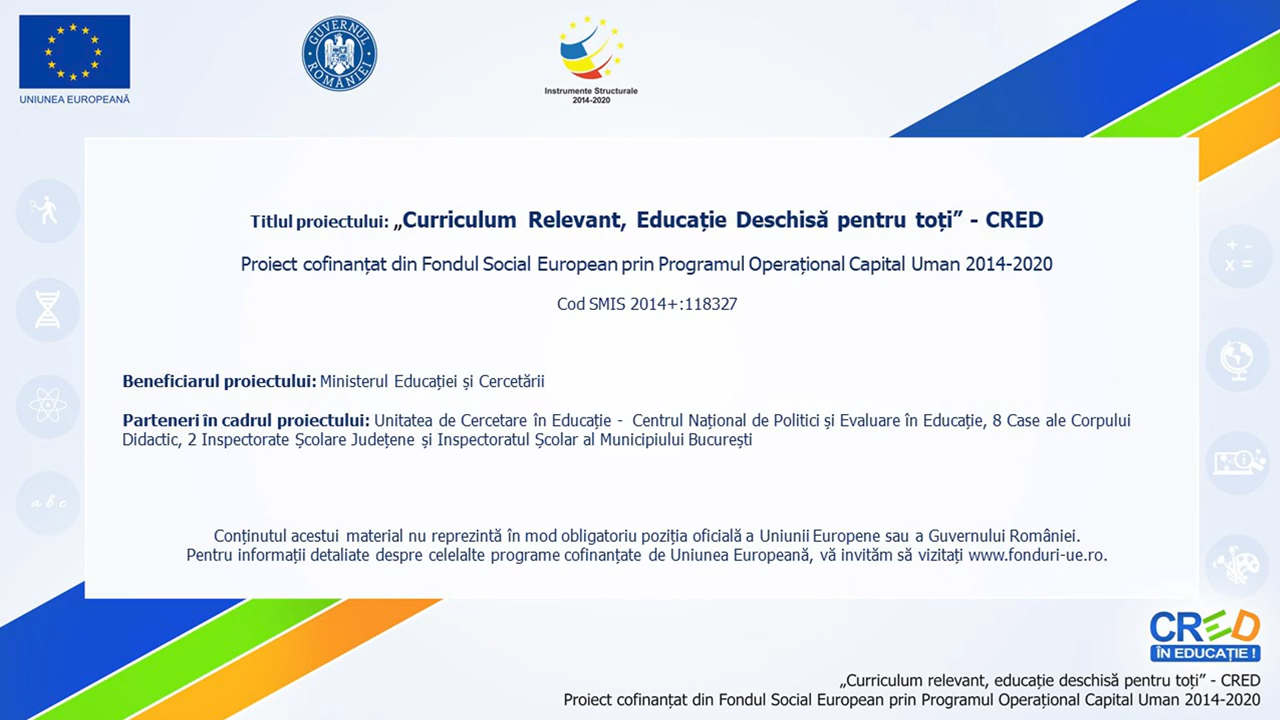 UNIUNEA EUROPEANĂ
GUVERNUL ROMÂNIEI
Instrumente Structurale
2014-2020
Titlul proiectului: „Curriculum Relevant, Educație Deschisă pentru toți” - CRED
Proiect cofinanțat din Fondul Social European prin Programul Operațional Capital Uman 2014-2020
Cod SMIS 2014+:118327
Beneficiarul proiectului: Ministerul Educației și Cercetării
Parteneri în cadrul proiectului: Unitatea de Cercetare în Educație - Centrul Național de Politici și Evaluare în Educație, 8 Case ale Corpului
Didactic, 2 Inspectorate Școlare Județene și Inspectoratul Școlar al Municipiului București
a b c
+ -
x =
Conținutul acestui material nu reprezintă în mod obligatoriu poziția oficială a Uniunii Europene sau a Guvernului României.
Pentru informații detaliate despre celelalte programe cofinanțate de Uniunea Europeană, vă invităm să vizitați www.fonduri-ue.ro.
CRED
ÎN EDUCAȚIE !
„Curriculum relevant, educație deschisă pentru toți” - CRED
Proiect cofinanțat din Fondul Social European prin Programul Operațional Capital Uman 2014-2020